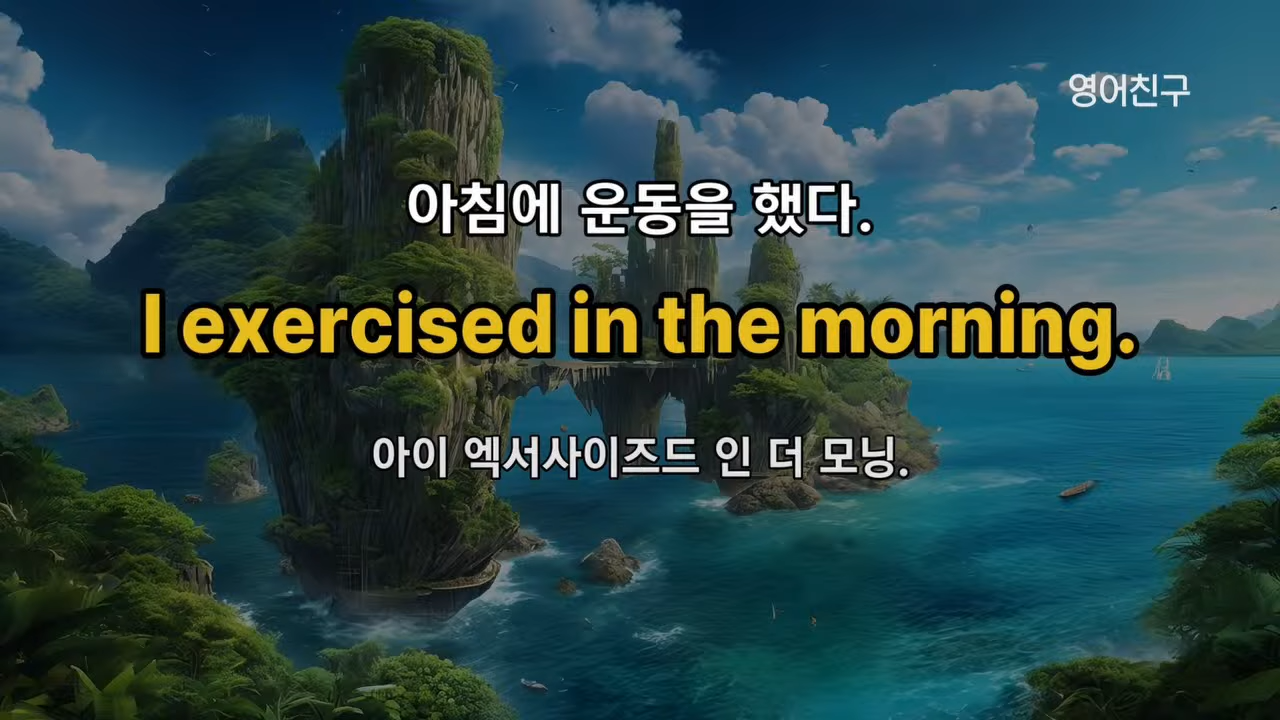 영어친구
아침에 운동을 했다.
I exercised in the morning.
아이 엑서사이즈드 인 더 모닝.